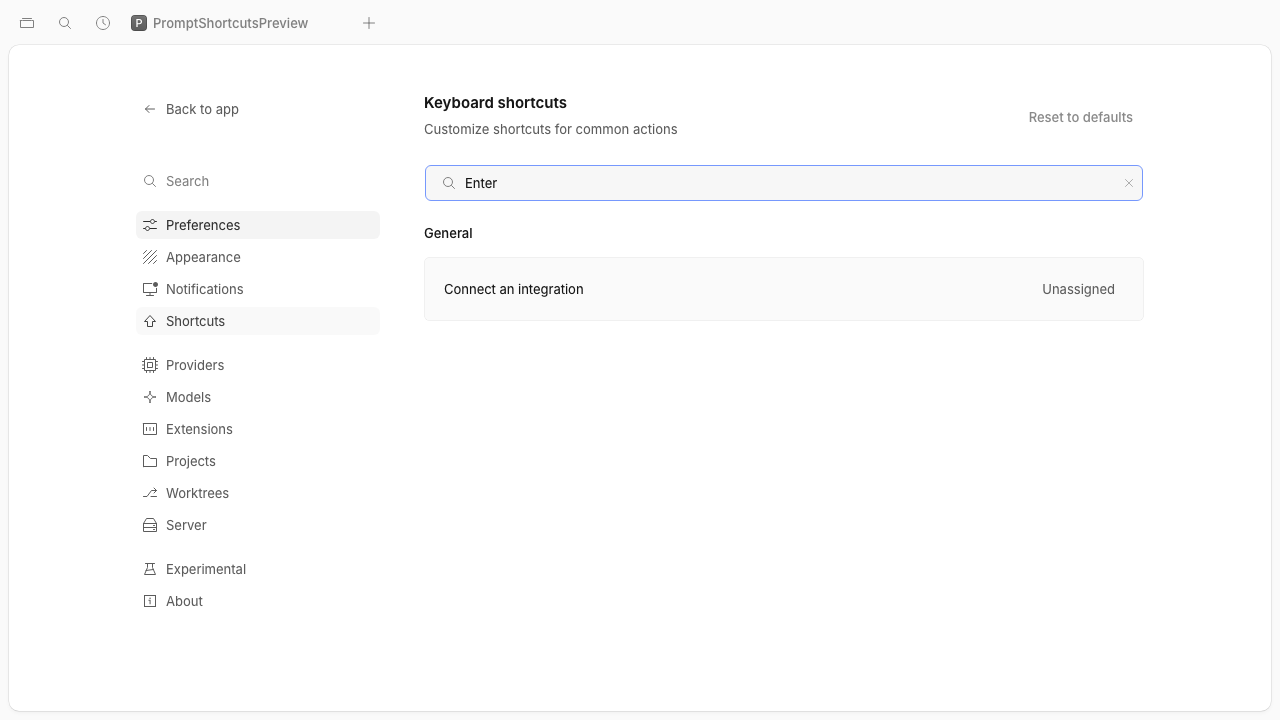 P PromptShortcutsPreview
Back to app
Search
Preferences
Appearance
Notifications
Shortcuts
Providers
Models
Extensions
Projects
Worktrees
Server
Experimental
About
Keyboard shortcuts
Customize shortcuts for common actions
Reset to defaults
Enter
General
Connect an integration
Unassigned